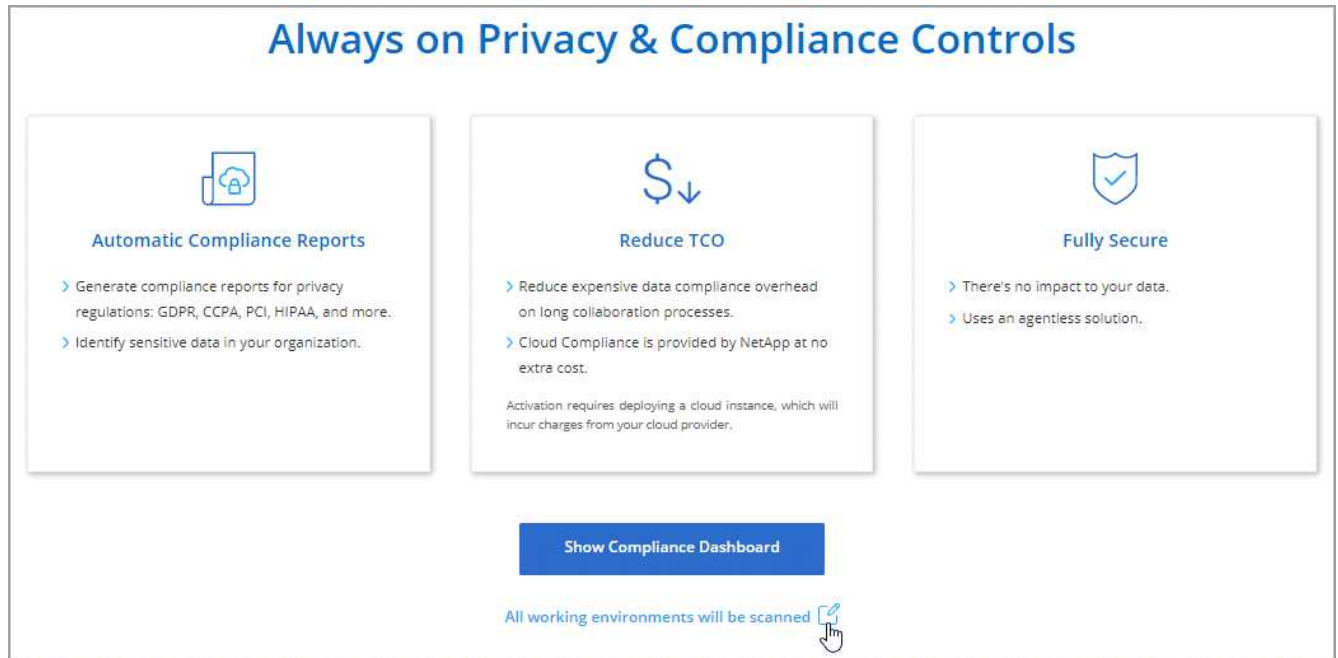 Always on Privacy & Compliance Controls
Automatic Compliance Reports
Generate compliance reports for privacy
regulations: GDPR, CCPA, PCI, HIPAA, and more.
Identify sensitive data in your organization.
Reduce TCO
Reduce expensive data compliance overhead
on long collaboration processes.
Cloud Compliance is provided by NetApp at no
extra cost.
Activation requires deploying a cloud instance, which will
incur charges from your cloud provider.
Fully Secure
There's no impact to your data.
Uses an agentless solution.
Show Compliance Dashboard
All working environments will be scanned